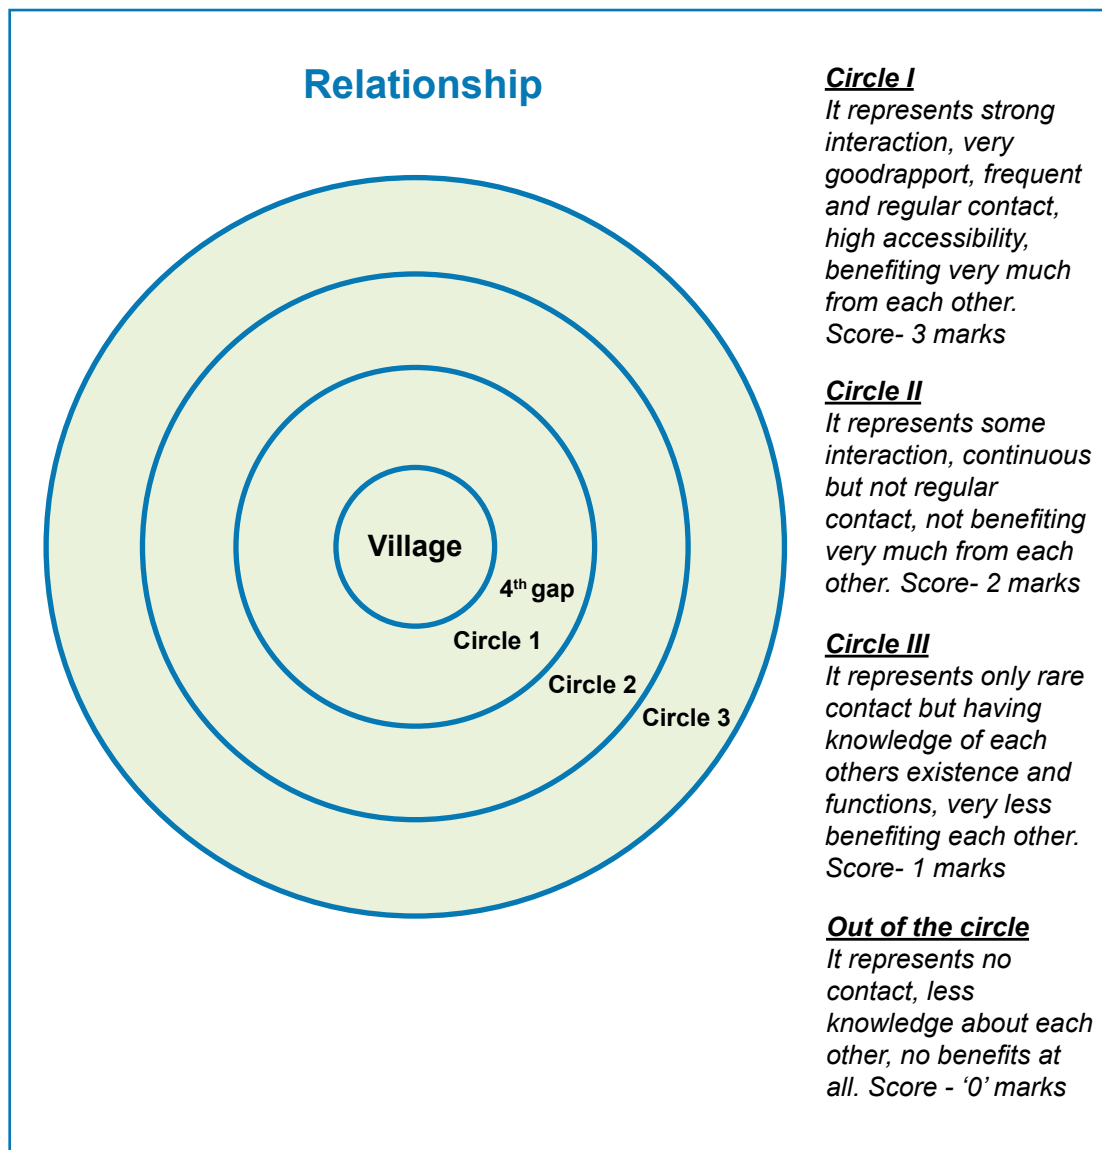 Relationship
Village
4th gap
Circle 1
Circle 2
Circle 3
Circle I
It represents strong
interaction, very
goodrapport, frequent
and regular contact,
high accessibility,
benefiting very much
from each other.
Score- 3 marks
Circle II
It represents some
interaction, continuous
but not regular
contact, not benefiting
very much from each
other. Score- 2 marks
Circle III
It represents only rare
contact but having
knowledge of each
others existence and
functions, very less
benefiting each other.
Score- 1 marks
Out of the circle
It represents no
contact, less
knowledge about each
other, no benefits at
all. Score - ‘0’ marks